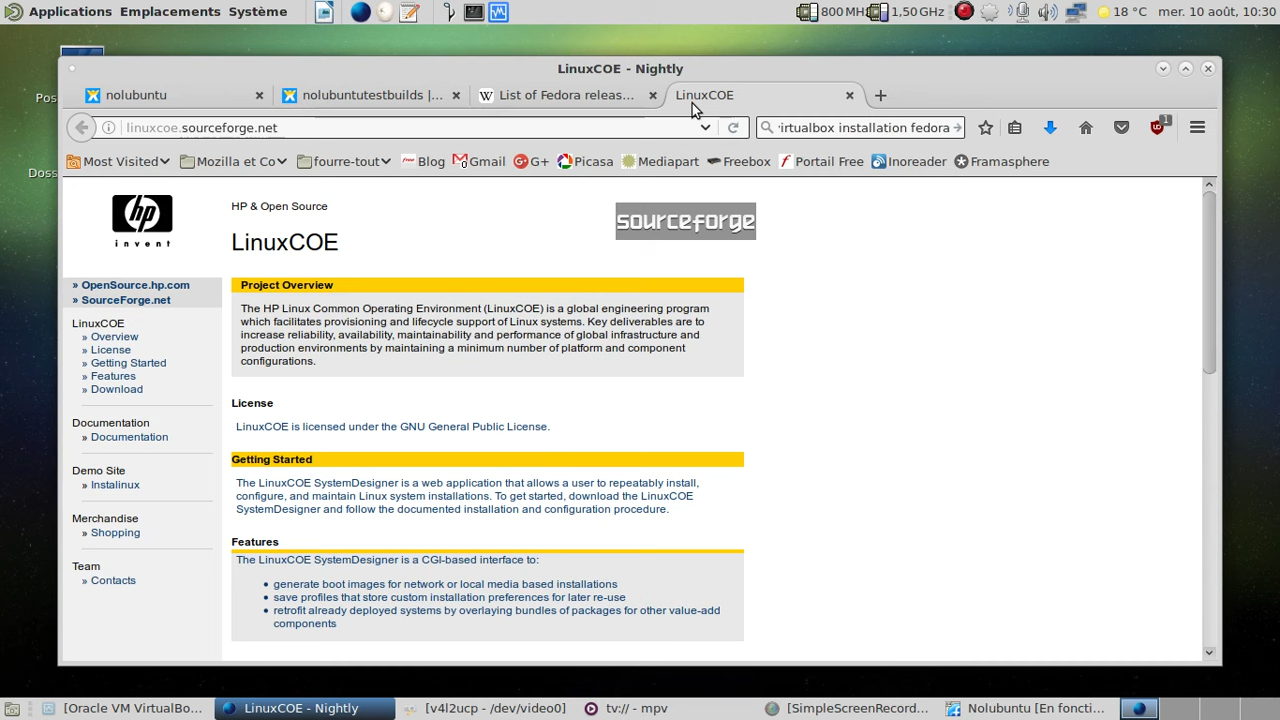 Applications Emplacements Système 800 MH 1,50 GHz 18 °C mer. 10 août, 10:30
LinuxCOE - Nightly
nolubuntu nolubuntutestbuilds |... List of Fedora releas... LinuxCOE
linuxcoe.sourceforge.net irtualbox installation fedora 1
Most Visited Mozilla et Co fourre-tout Blog Gmail G+ Picasa Mediapart Freebox Portail Free Inoreader Framasphere
Pos
Doss
hp
invent
HP & Open Source
LinuxCOE
sourceforge
» OpenSource.hp.com
» SourceForge.net
LinuxCOE
» Overview
» License
» Getting Started
» Features
» Download
Documentation
» Documentation
Demo Site
» Instalinux
Merchandise
» Shopping
Team
» Contacts
Project Overview
The HP Linux Common Operating Environment (LinuxCOE) is a global engineering program
which facilitates provisioning and lifecycle support of Linux systems. Key deliverables are to
increase reliability, availability, maintainability and performance of global infrastructure and
production environments by maintaining a minimum number of platform and component
configurations.
License
LinuxCOE is licensed under the GNU General Public License.
Getting Started
The LinuxCOE SystemDesigner is a web application that allows a user to repeatably install,
configure, and maintain Linux system installations. To get started, download the LinuxCOE
SystemDesigner and follow the documented installation and configuration procedure.
Features
The LinuxCOE SystemDesigner is a CGI-based interface to:
• generate boot images for network or local media based installations
• save profiles that store custom installation preferences for later re-use
• retrofit already deployed systems by overlaying bundles of packages for other value-add
components
[Oracle VM VirtualBo... LinuxCOE - Nightly [v4l2ucp - /dev/video0] tv:// - mpv [SimpleScreenRecord... Nolubuntu [En foncti...